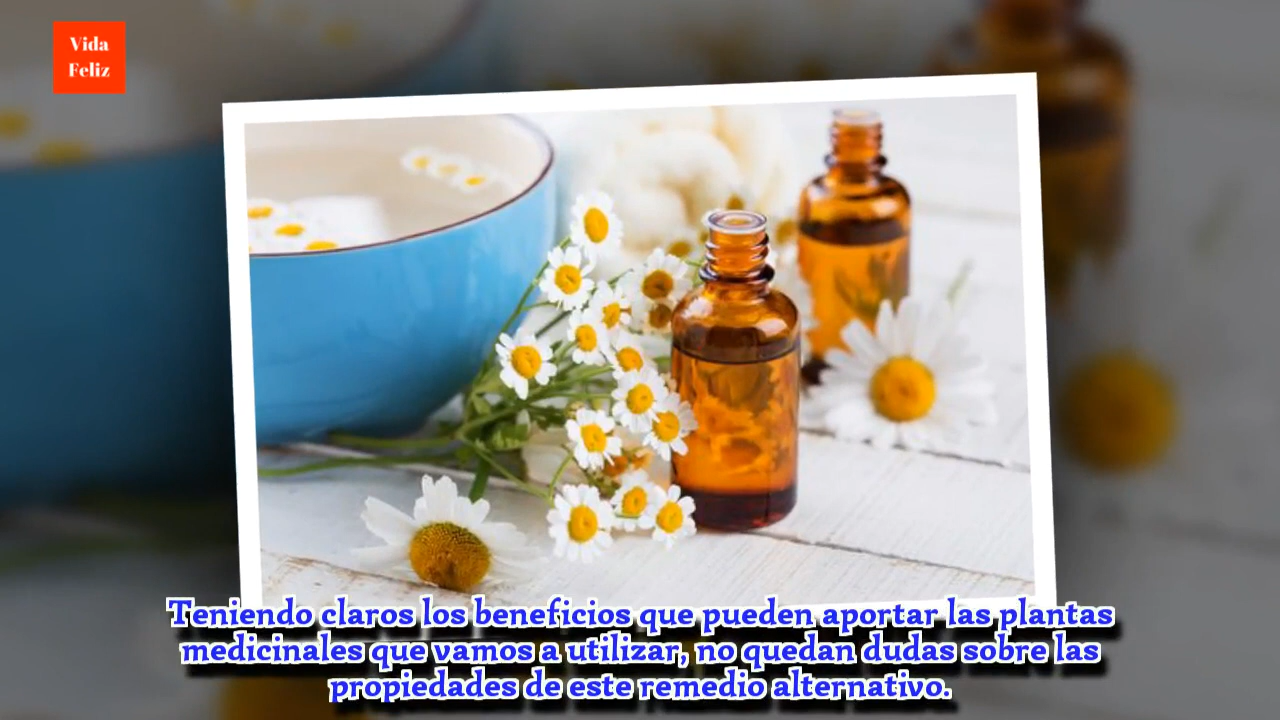 Vida
Feliz
Teniendo claros los beneficios que pueden aportar las plantas
medicinales que vamos a utilizar, no quedan dudas sobre las
propiedades de este remedio alternativo.